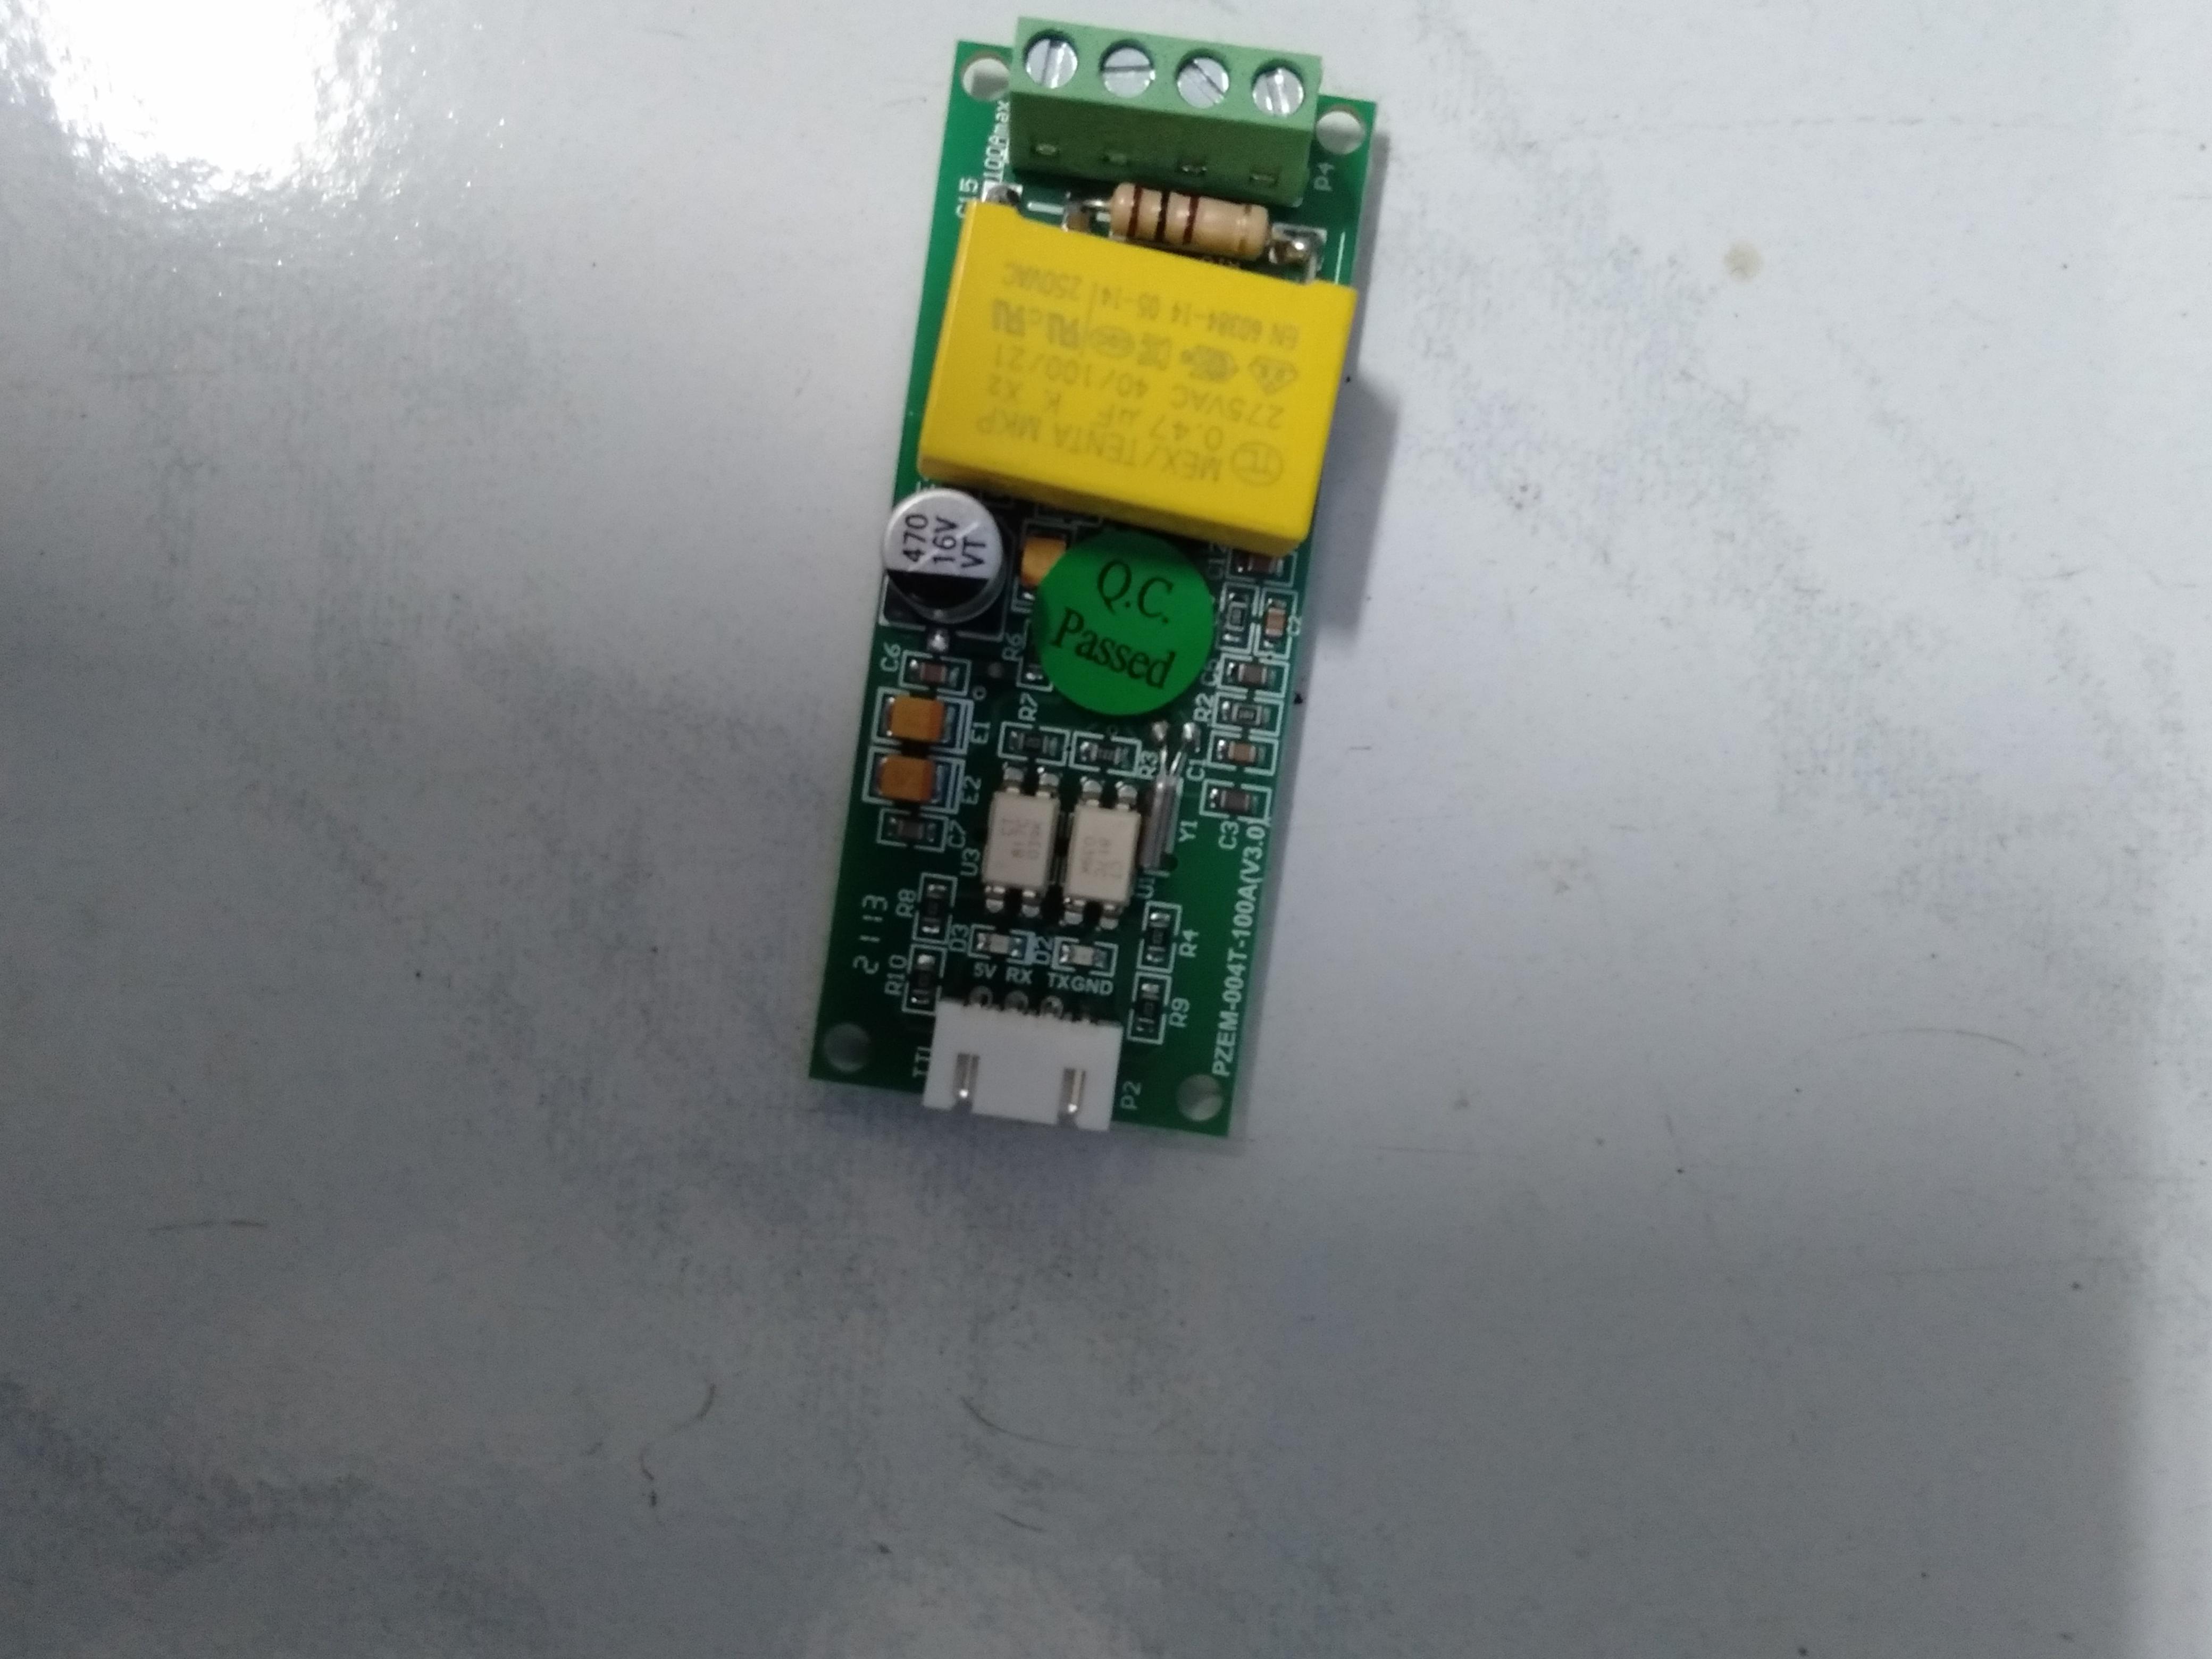 100Amax
P4
EN 60384-14 05-14 250VAC
275VAC 40/100/21
0.47 µF K X2
MEX/TENTA MKP
470
16V
VT
Q.C.
Passed
C2
C6
R6
C5
R7
R2
E1
R3
C1
E2
C7
Y1
C3
U3
R8
2113
D3
D2
R4
R10
5V RX TX GND
R9
PZEM-004T-100A(V3.0)
TTL
P2